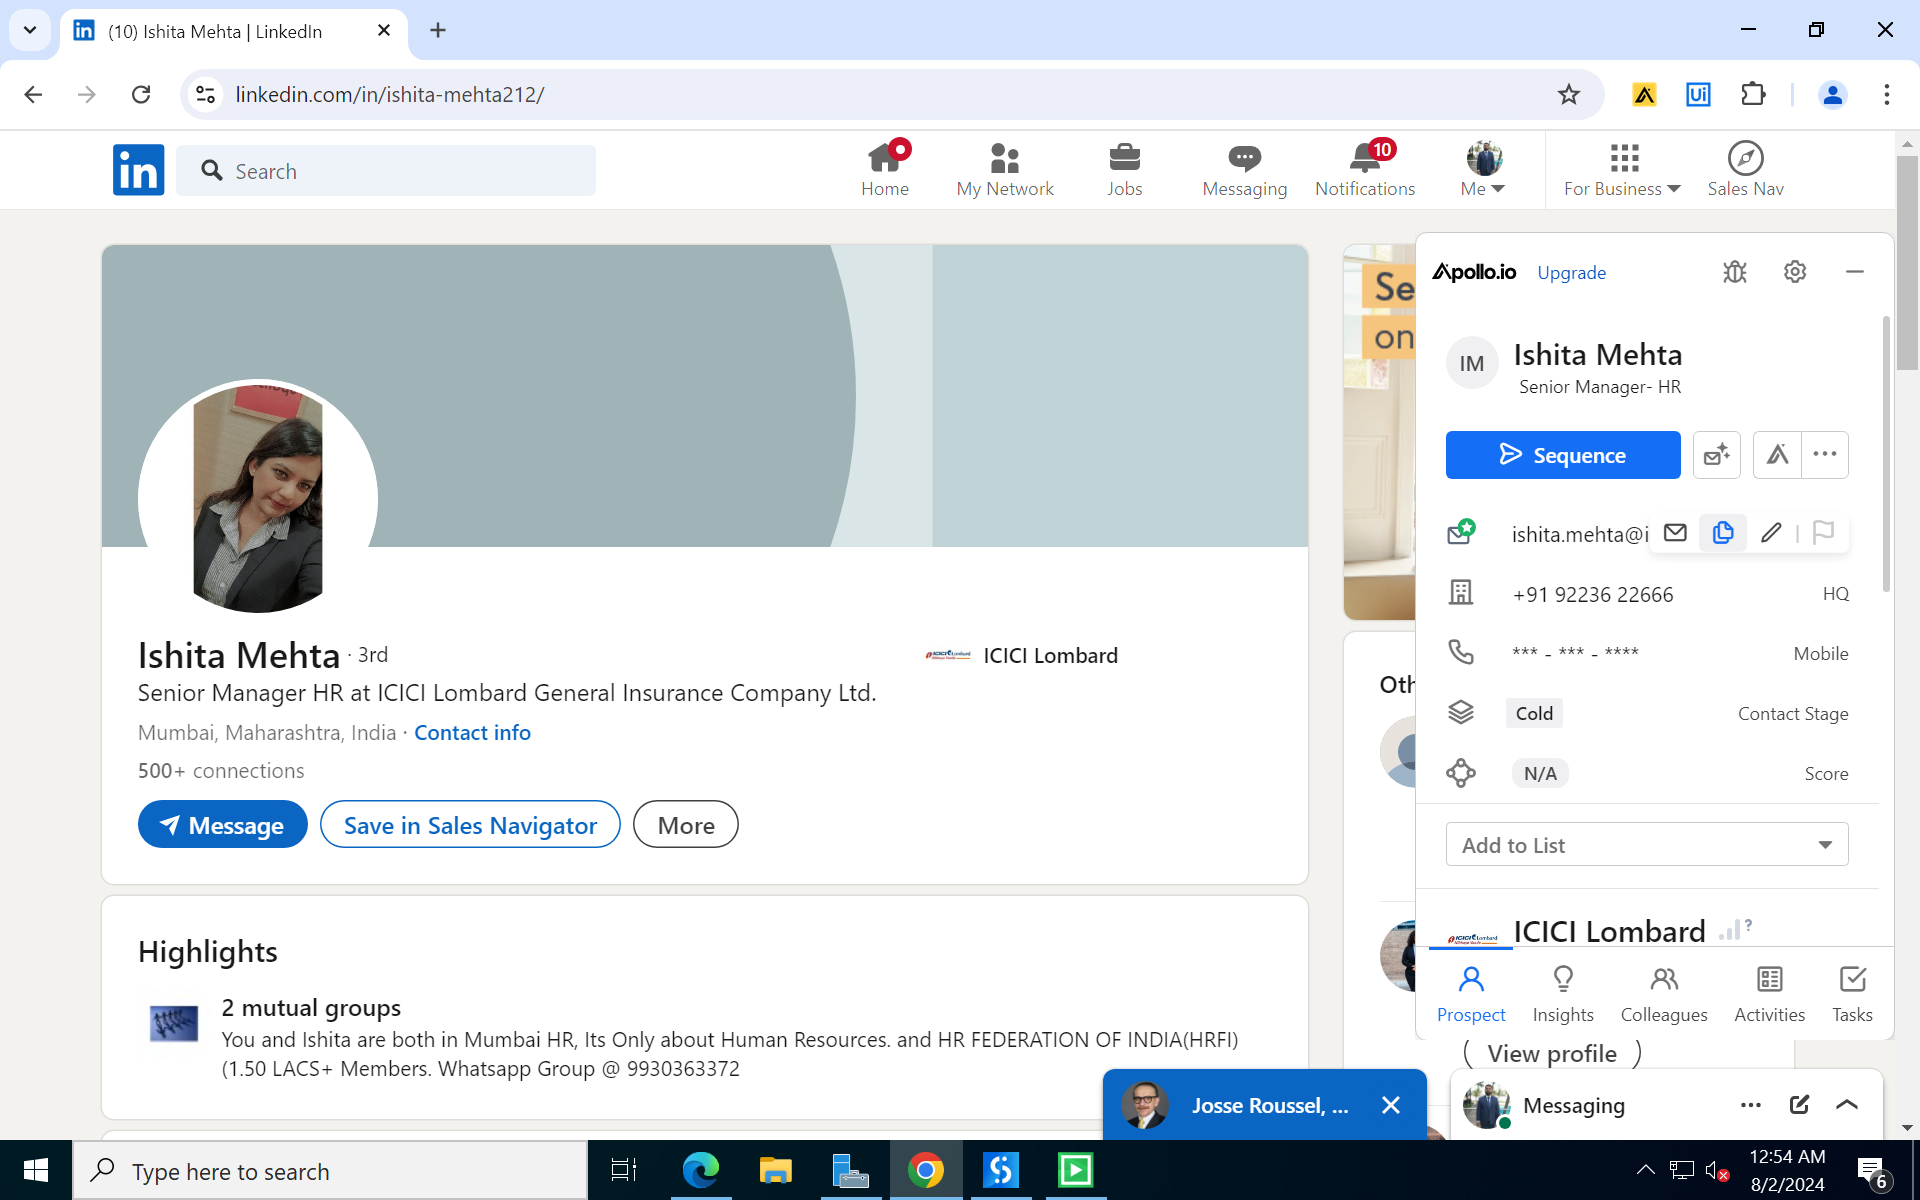 (10) Ishita Mehta | LinkedIn
linkedin.com/in/ishita-mehta212/
Ui
in
Search
Home
My Network
Jobs
Messaging
10
Notifications
Me
For Business
Sales Nav
Se
on
Apollo.io
Upgrade
IM
Ishita Mehta
Senior Manager- HR
Sequence
ishita.mehta@i
+91 92236 22666
HQ
*** - *** - ****
Mobile
Cold
Contact Stage
N/A
Score
Add to List
ICICI Lombard
?
Prospect
Insights
Colleagues
Activities
Tasks
Ishita Mehta · 3rd
ICICI Lombard
Senior Manager HR at ICICI Lombard General Insurance Company Ltd.
Mumbai, Maharashtra, India · Contact info
500+ connections
Message
Save in Sales Navigator
More
Highlights
2 mutual groups
You and Ishita are both in Mumbai HR, Its Only about Human Resources. and HR FEDERATION OF INDIA(HRFI)
(1.50 LACS+ Members. Whatsapp Group @ 9930363372
Oth
View profile
Josse Roussel, ...
Messaging
Type here to search
12:54 AM
8/2/2024
6